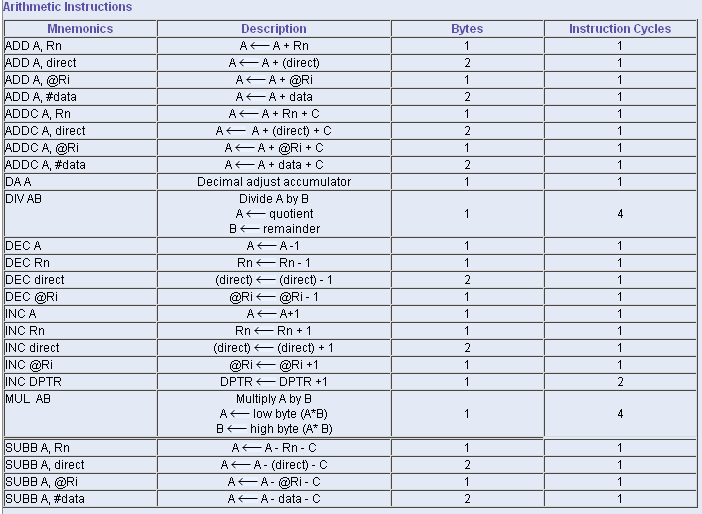 Arithmetic Instructions
Mnemonics Description Bytes Instruction Cycles
ADD A, Rn A ⟵ A + Rn 1 1
ADD A, direct A ⟵ A + (direct) 2 1
ADD A, @Ri A ⟵ A + @Ri 1 1
ADD A, #data A ⟵ A + data 2 1
ADDC A, Rn A ⟵ A + Rn + C 1 1
ADDC A, direct A ⟵ A + (direct) + C 2 1
ADDC A, @Ri A ⟵ A + @Ri + C 1 1
ADDC A, #data A ⟵ A + data + C 2 1
DA A Decimal adjust accumulator 1 1
DIV AB Divide A by B
A ⟵ quotient 1 4
B ⟵ remainder
DEC A A ⟵ A -1 1 1
DEC Rn Rn ⟵ Rn - 1 1 1
DEC direct (direct) ⟵ (direct) - 1 2 1
DEC @Ri @Ri ⟵ @Ri - 1 1 1
INC A A ⟵ A+1 1 1
INC Rn Rn ⟵ Rn + 1 1 1
INC direct (direct) ⟵ (direct) + 1 2 1
INC @Ri @Ri ⟵ @Ri +1 1 1
INC DPTR DPTR ⟵ DPTR +1 1 2
MUL AB Multiply A by B
A ⟵ low byte (A*B) 1 4
B ⟵ high byte (A* B)
SUBB A, Rn A ⟵ A - Rn - C 1 1
SUBB A, direct A ⟵ A - (direct) - C 2 1
SUBB A, @Ri A ⟵ A - @Ri - C 1 1
SUBB A, #data A ⟵ A - data - C 2 1